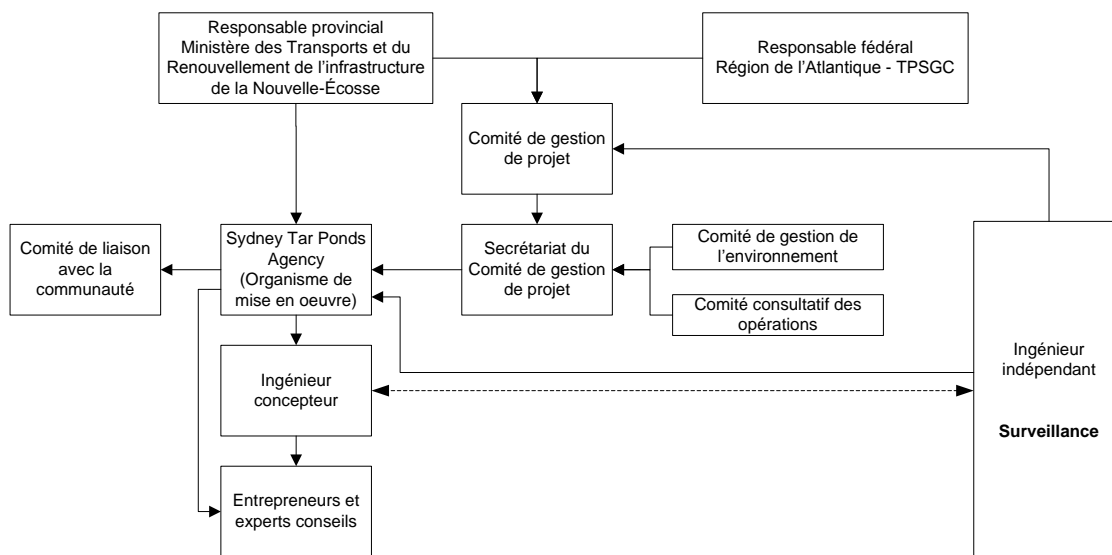 Responsable provincial
Ministère des Transports et du
Renouvellement de l'infrastructure
de la Nouvelle-Écosse
Responsable fédéral
Région de l'Atlantique - TPSGC
Comité de gestion
de projet
Comité de liaison
avec la
communauté
Sydney Tar Ponds
Agency
(Organisme de
mise en oeuvre)
Secrétariat du
Comité de gestion
de projet
Comité de gestion de
l'environnement
Comité consultatif des
opérations
Ingénieur
concepteur
Ingénieur
indépendant
Surveillance
Entrepreneurs et
experts conseils